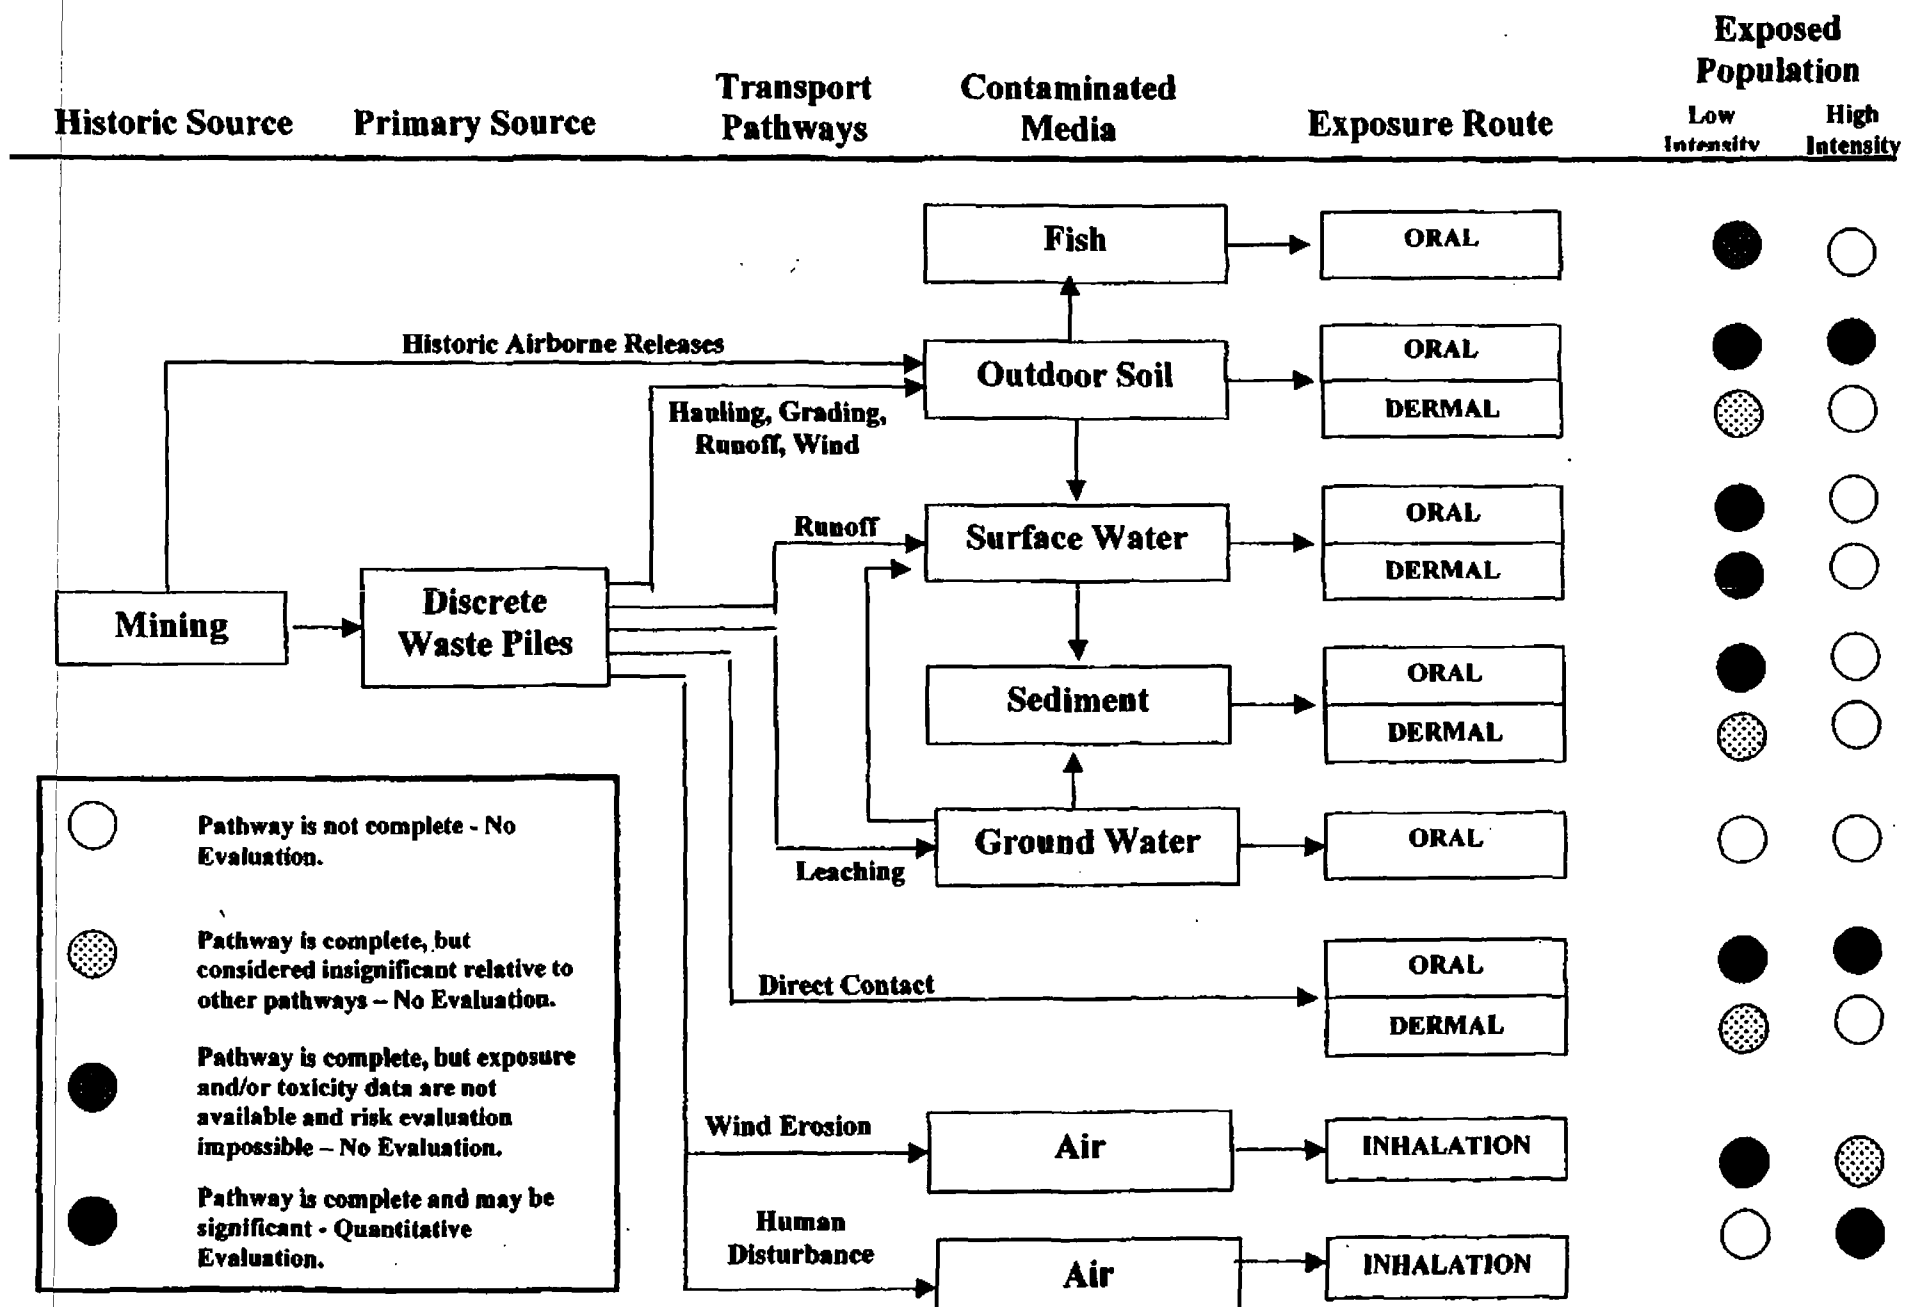 Exposed
Population
Transport
Pathways
Contaminated
Media
Historic Source
Primary Source
Exposure Route
Low
Intensity
High
Intensity
Fish
ORAL
Historic Airborne Releases
Outdoor Soil
ORAL
DERMAL
Hauling, Grading,
Runoff, Wind
Runoff
Surface Water
ORAL
DERMAL
Mining
Discrete
Waste Piles
Sediment
ORAL
DERMAL
Ground Water
ORAL
Leaching
Direct Contact
ORAL
DERMAL
Wind Erosion
Air
INHALATION
Human
Disturbance
Air
INHALATION
Pathway is not complete - No
Evaluation.
Pathway is complete, but
considered insignificant relative to
other pathways – No Evaluation.
Pathway is complete, but exposure
and/or toxicity data are not
available and risk evaluation
impossible – No Evaluation.
Pathway is complete and may be
significant - Quantitative
Evaluation.